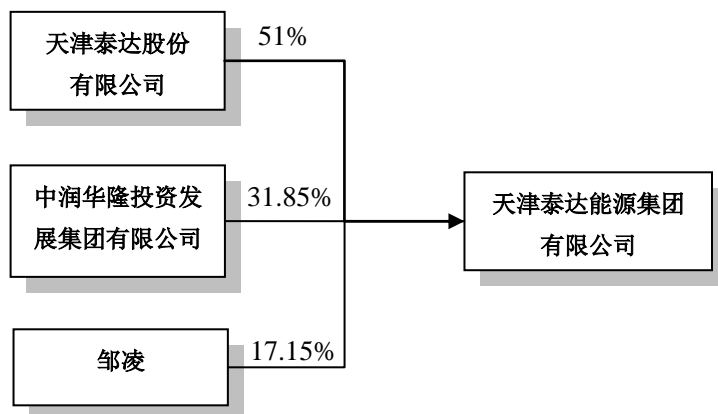 天津泰达股份
有限公司
51%
中润华隆投资发
展集团有限公司
31.85%
天津泰达能源集团
有限公司
邹凌
17.15%